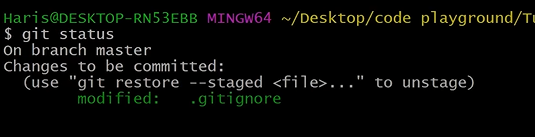 Haris@DESKTOP-RN53EBB MINGW64 ~/Desktop/code playground/Tu
$ git status
On branch master
Changes to be committed:
  (use "git restore --staged <file>..." to unstage)
        modified:   .gitignore